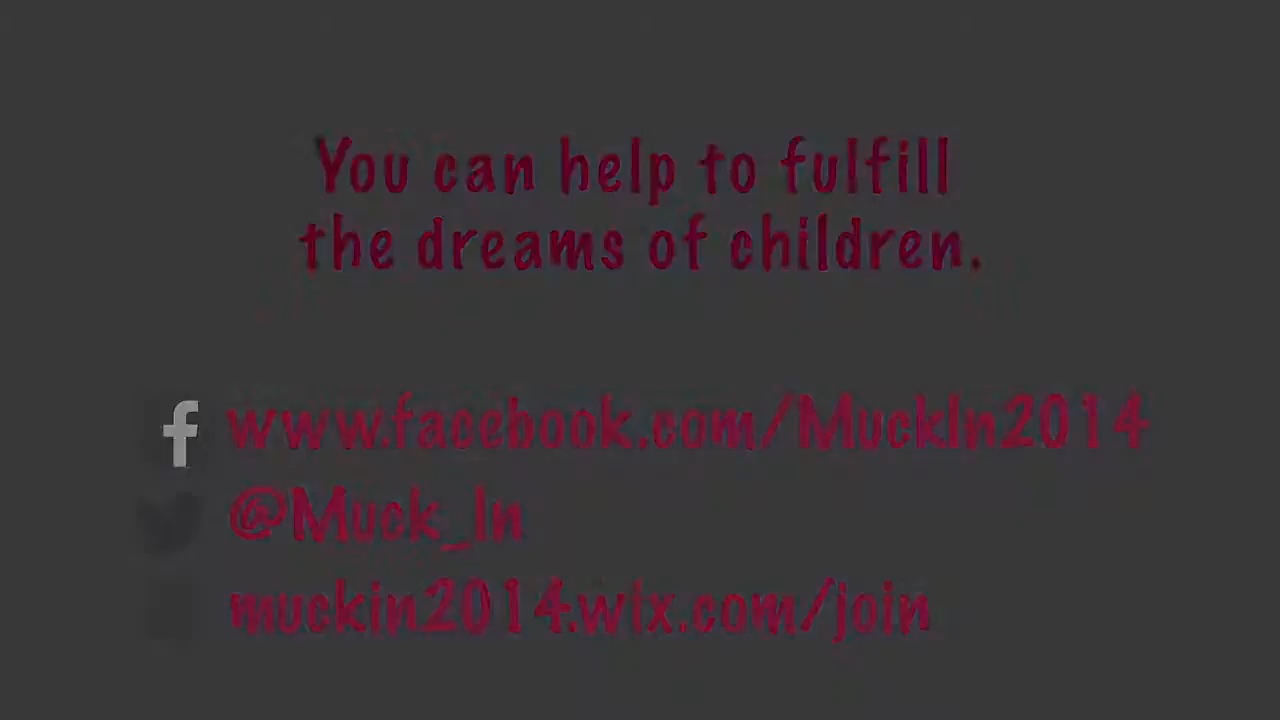 You can help to fulfill
the dreams of children.
f www.facebook.com/MuckIn2014
@Muck_In
muckin2014.wix.com/join